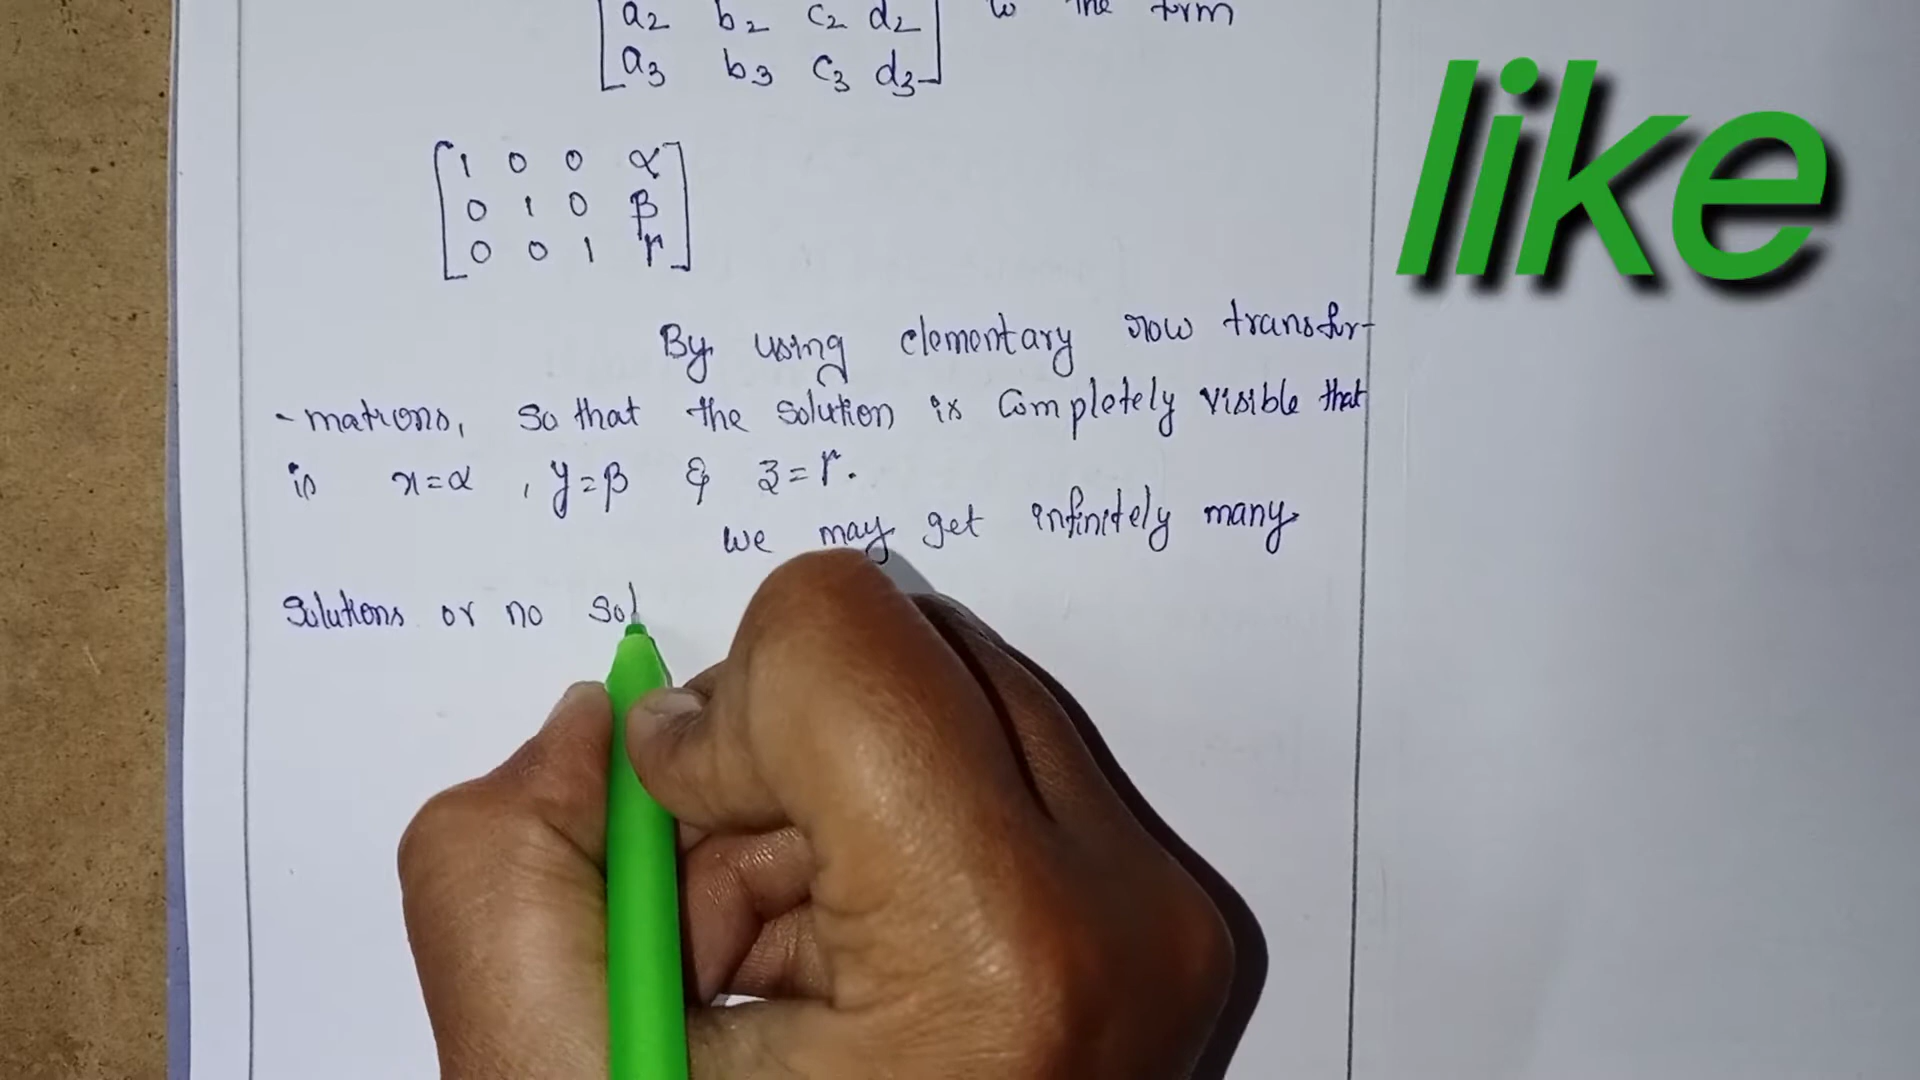 a2 b2 c2 d2 to the form
a3 b3 c3 d3
like
1 0 0 α
0 1 0 β
0 0 1 r
By using elementary row transfor-
-mations, so that the solution is Completely visible that
is x=α , y=β & z=r.
we may get infinitely many
Solutions or no sol